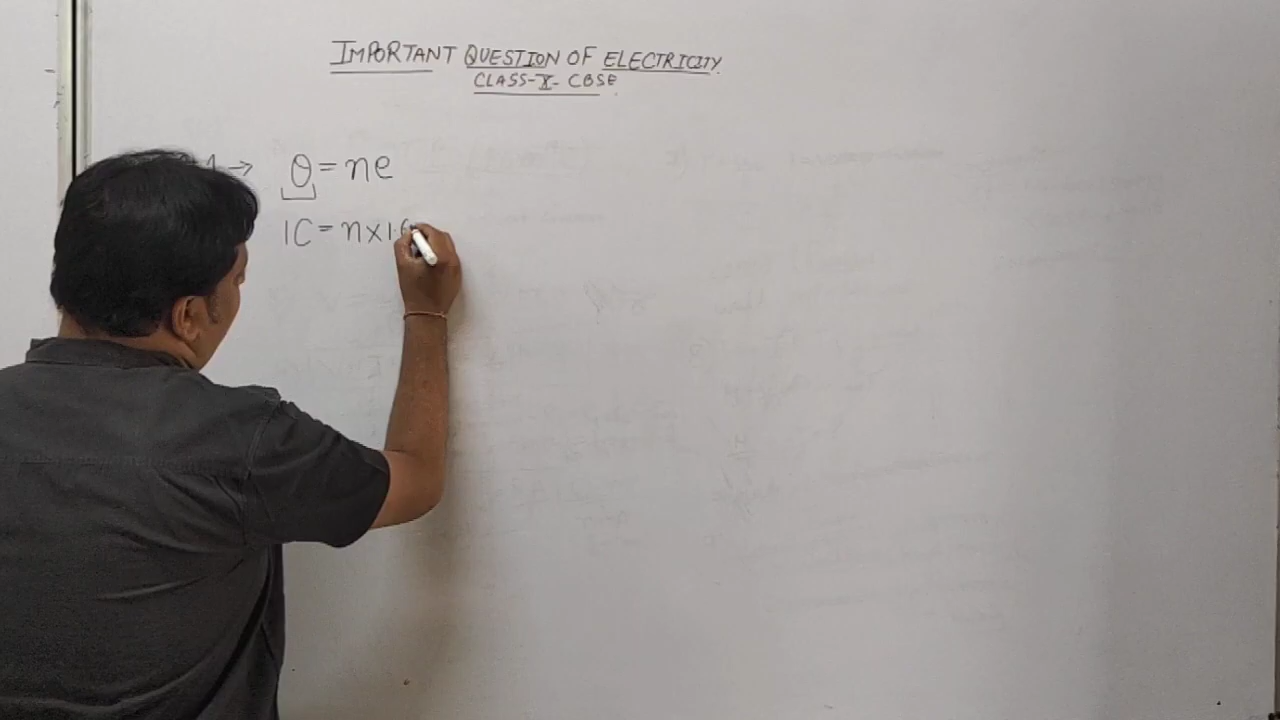 IMPORTANT QUESTION OF ELECTRICITY
CLASS-X- CBSE
→ Q = ne
1C = n×1.6